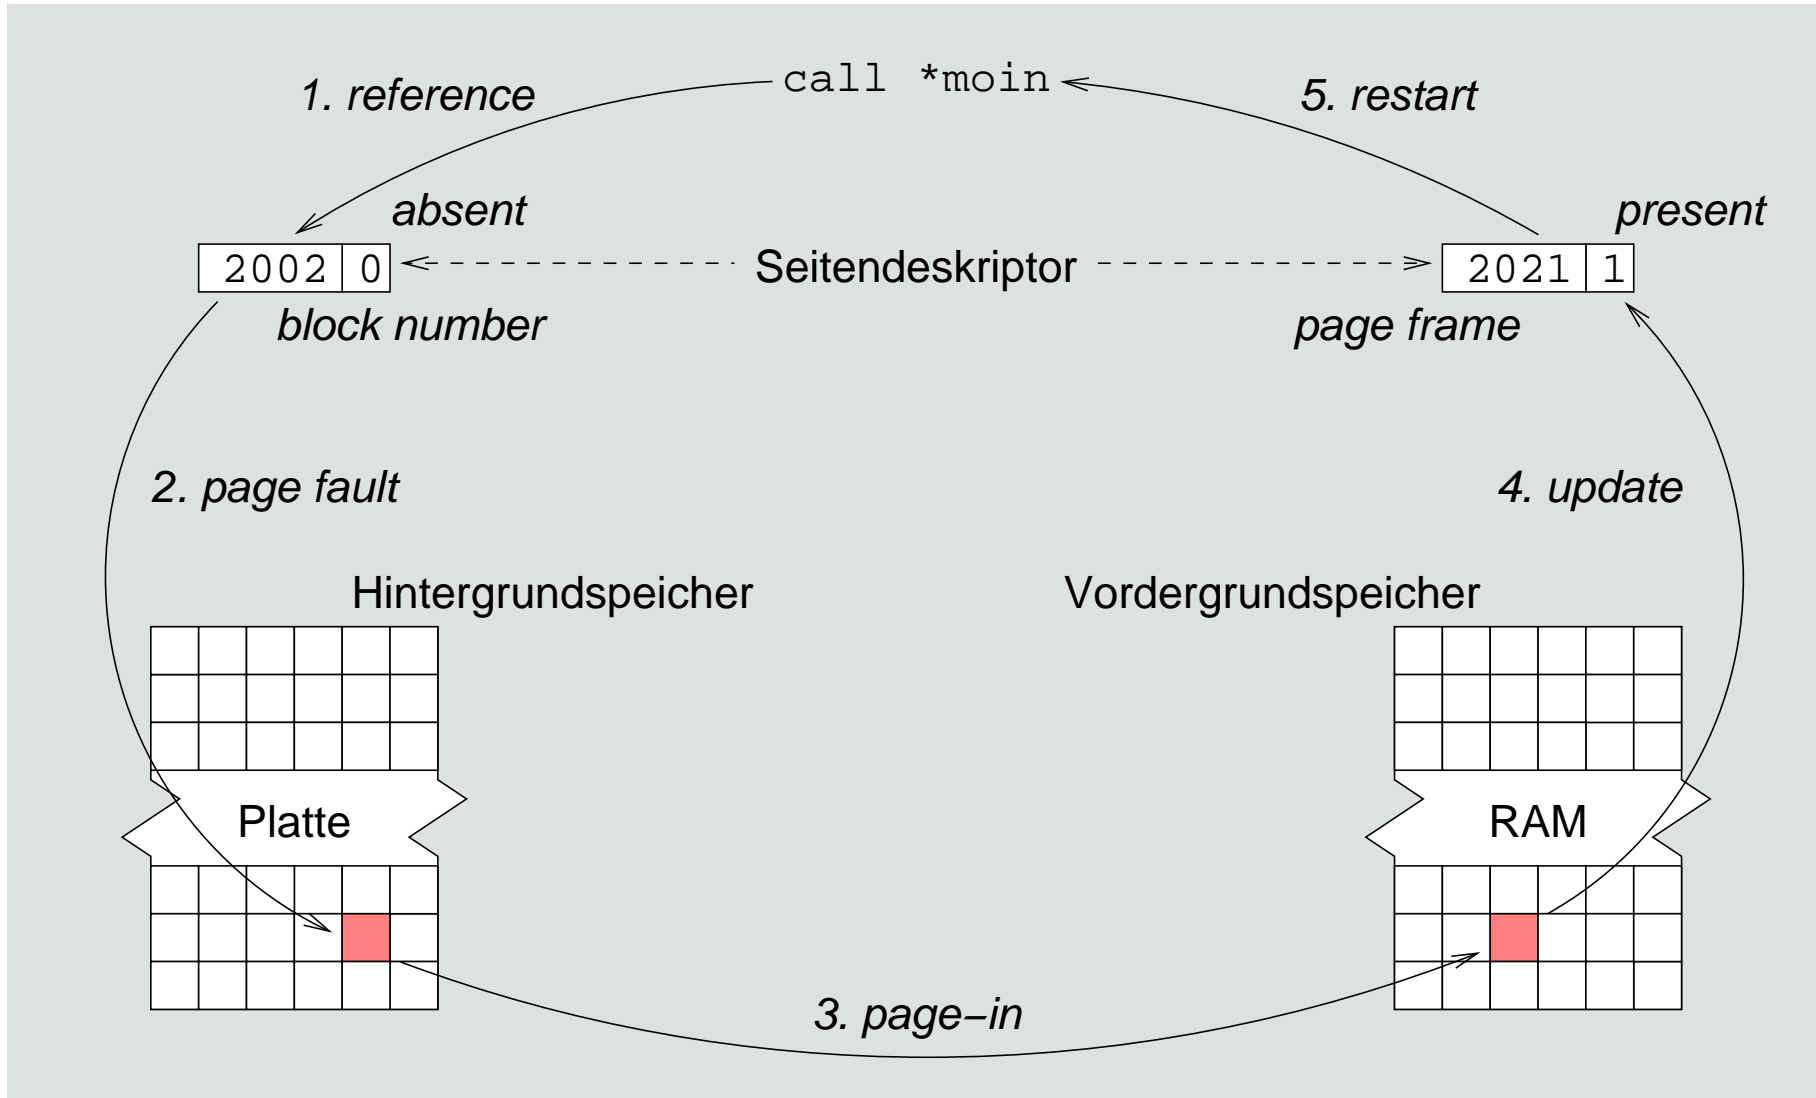 call *moin
1. reference
5. restart
absent
present
2002 0
Seitendeskriptor
2021 1
block number
page frame
2. page fault
4. update
Hintergrundspeicher
Vordergrundspeicher
Platte
RAM
3. page–in